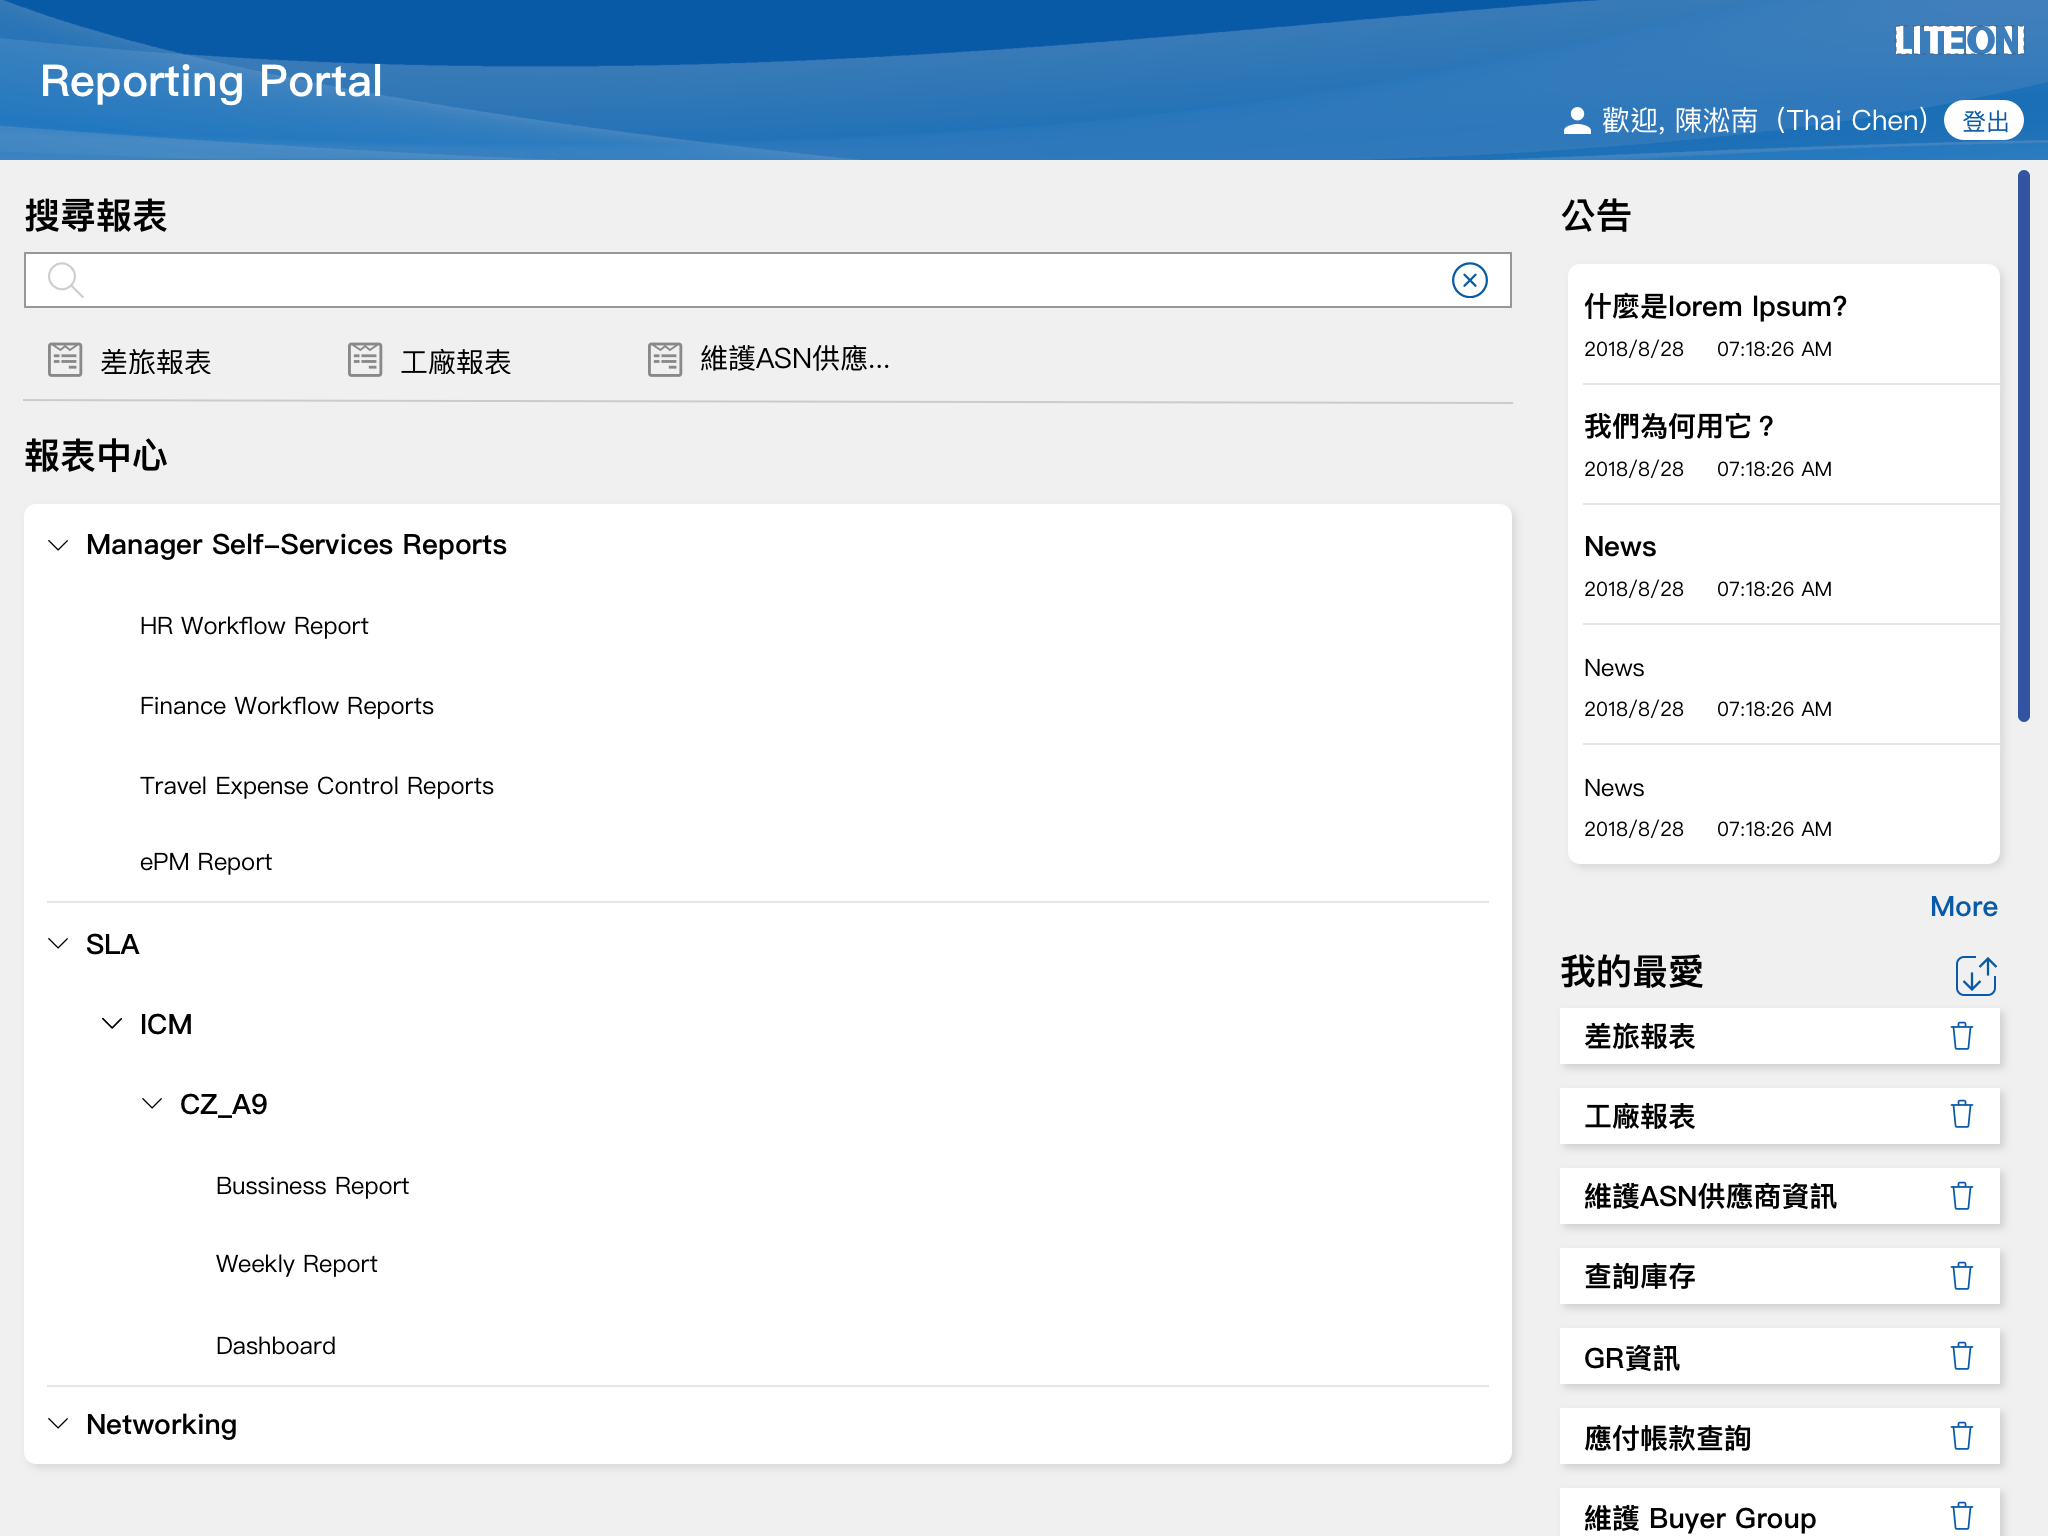 LITEON
Reporting Portal
歡迎, 陳淞南（Thai Chen）
登出
搜尋報表
差旅報表
工廠報表
維護ASN供應...
報表中心
Manager Self-Services Reports
HR Workflow Report
Finance Workflow Reports
Travel Expense Control Reports
ePM Report
SLA
ICM
CZ_A9
Bussiness Report
Weekly Report
Dashboard
Networking
公告
什麼是lorem Ipsum?
2018/8/28 07:18:26 AM
我們為何用它？
2018/8/28 07:18:26 AM
News
2018/8/28 07:18:26 AM
News
2018/8/28 07:18:26 AM
News
2018/8/28 07:18:26 AM
More
我的最愛
差旅報表
工廠報表
維護ASN供應商資訊
查詢庫存
GR資訊
應付帳款查詢
維護 Buyer Group